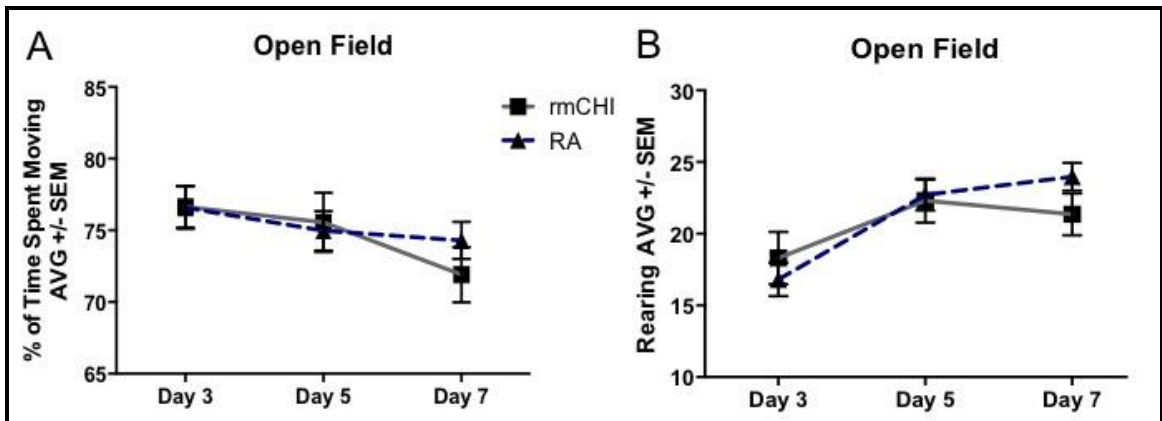 A
Open Field
% of Time Spent Moving
AVG +/- SEM
85
80
75
70
65
Day 3
Day 5
Day 7
rmCHI
RA
B
Open Field
Rearing AVG +/- SEM
30
25
20
15
10
Day 3
Day 5
Day 7